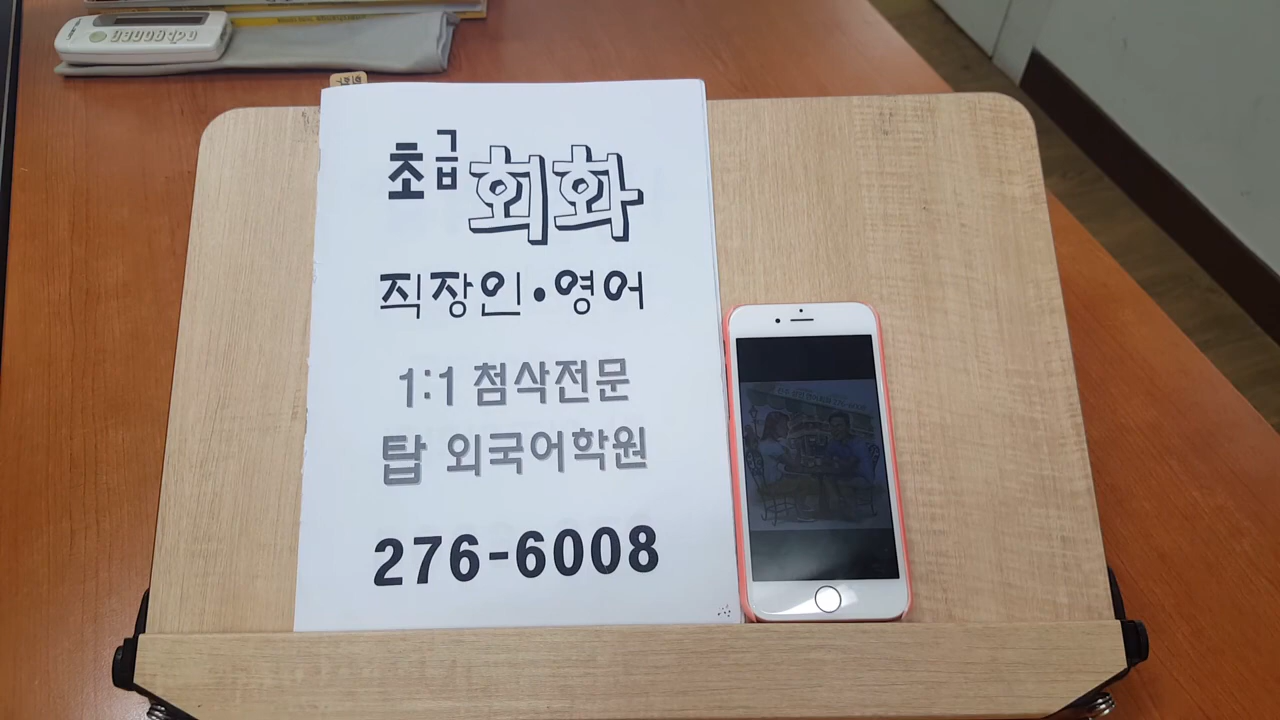 초급 회화
직장인·영어
1:1 첨삭전문
탑 외국어학원
276-6008